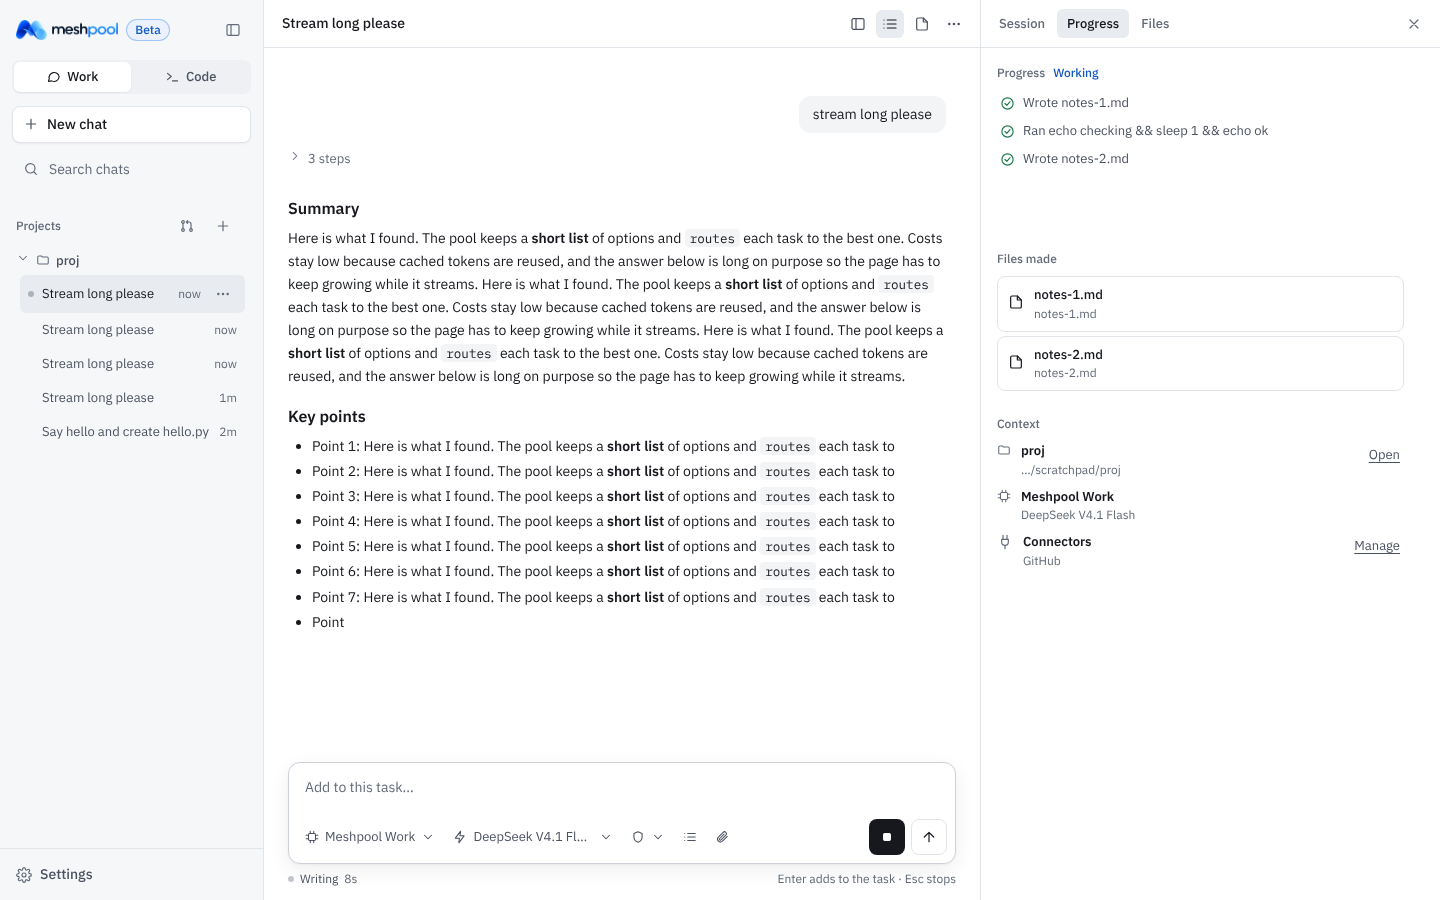 meshpool Beta
Work
Code
New chat
Search chats
Projects
proj
Stream long please now
Stream long please now
Stream long please now
Stream long please 1m
Say hello and create hello.py 2m
Settings
Stream long please
stream long please
3 steps
Summary
Here is what I found. The pool keeps a short list of options and routes each task to the best one. Costs
stay low because cached tokens are reused, and the answer below is long on purpose so the page has to
keep growing while it streams. Here is what I found. The pool keeps a short list of options and routes
each task to the best one. Costs stay low because cached tokens are reused, and the answer below is
long on purpose so the page has to keep growing while it streams. Here is what I found. The pool keeps a
short list of options and routes each task to the best one. Costs stay low because cached tokens are
reused, and the answer below is long on purpose so the page has to keep growing while it streams.
Key points
• Point 1: Here is what I found. The pool keeps a short list of options and routes each task to
• Point 2: Here is what I found. The pool keeps a short list of options and routes each task to
• Point 3: Here is what I found. The pool keeps a short list of options and routes each task to
• Point 4: Here is what I found. The pool keeps a short list of options and routes each task to
• Point 5: Here is what I found. The pool keeps a short list of options and routes each task to
• Point 6: Here is what I found. The pool keeps a short list of options and routes each task to
• Point 7: Here is what I found. The pool keeps a short list of options and routes each task to
• Point
Add to this task...
Meshpool Work
DeepSeek V4.1 Fl...
Writing 8s
Enter adds to the task · Esc stops
Session
Progress
Files
Progress Working
Wrote notes-1.md
Ran echo checking && sleep 1 && echo ok
Wrote notes-2.md
Files made
notes-1.md
notes-1.md
notes-2.md
notes-2.md
Context
proj
.../scratchpad/proj
Open
Meshpool Work
DeepSeek V4.1 Flash
Connectors
GitHub
Manage